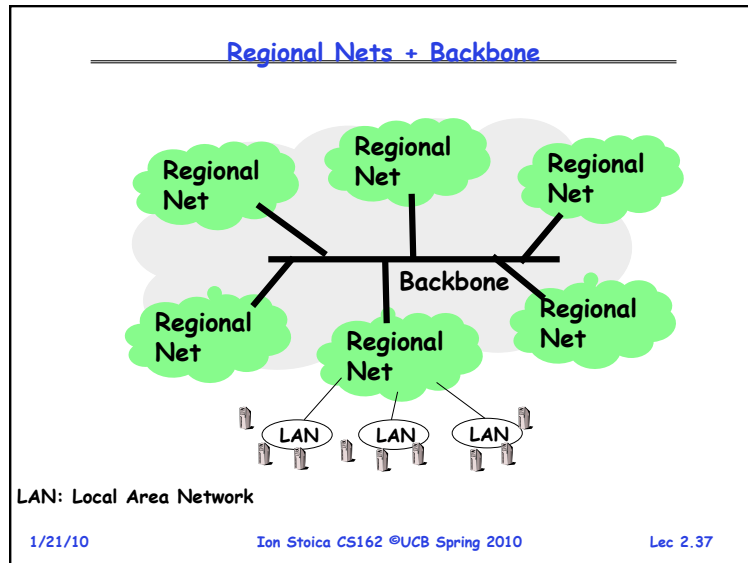 Regional Nets + Backbone
Regional
Net
Regional
Net
Regional
Net
Backbone
Regional
Net
Regional
Net
Regional
Net
LAN
LAN
LAN
LAN: Local Area Network
1/21/10
Ion Stoica CS162 ©UCB Spring 2010
Lec 2.37